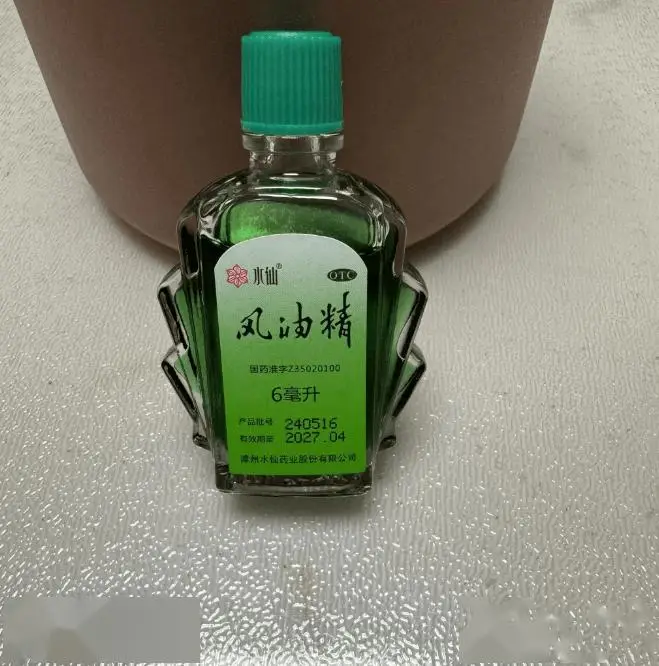 水仙® OTC
风油精
国药准字Z35020100
6毫升
产品批号 240516
有效期至 2027.04
漳州水仙药业股份有限公司